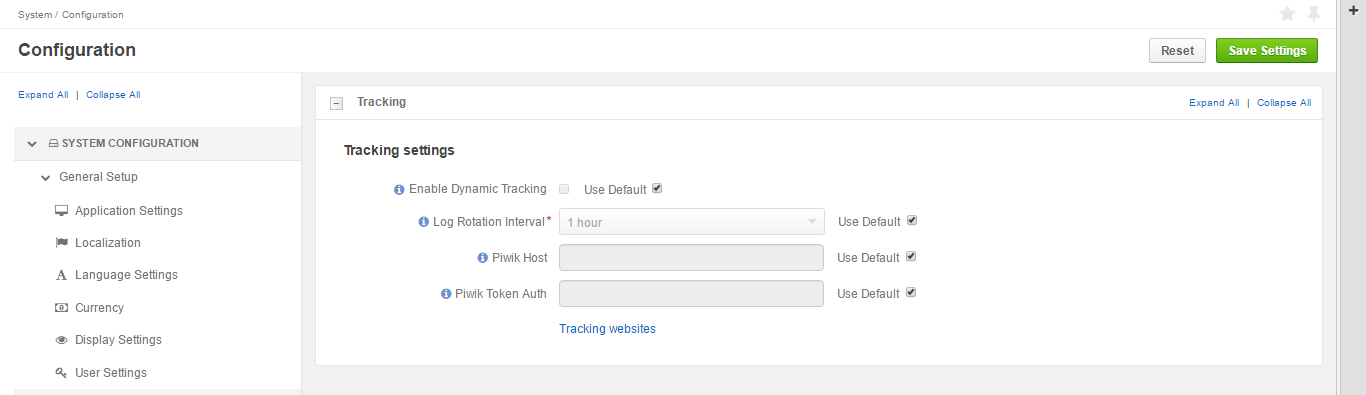 System / Configuration
Configuration
Reset
Save Settings
Expand All | Collapse All
SYSTEM CONFIGURATION
General Setup
Application Settings
Localization
Language Settings
Currency
Display Settings
User Settings
Tracking
Expand All | Collapse All
Tracking settings
Enable Dynamic Tracking Use Default
Log Rotation Interval* 1 hour Use Default
Piwik Host Use Default
Piwik Token Auth Use Default
Tracking websites